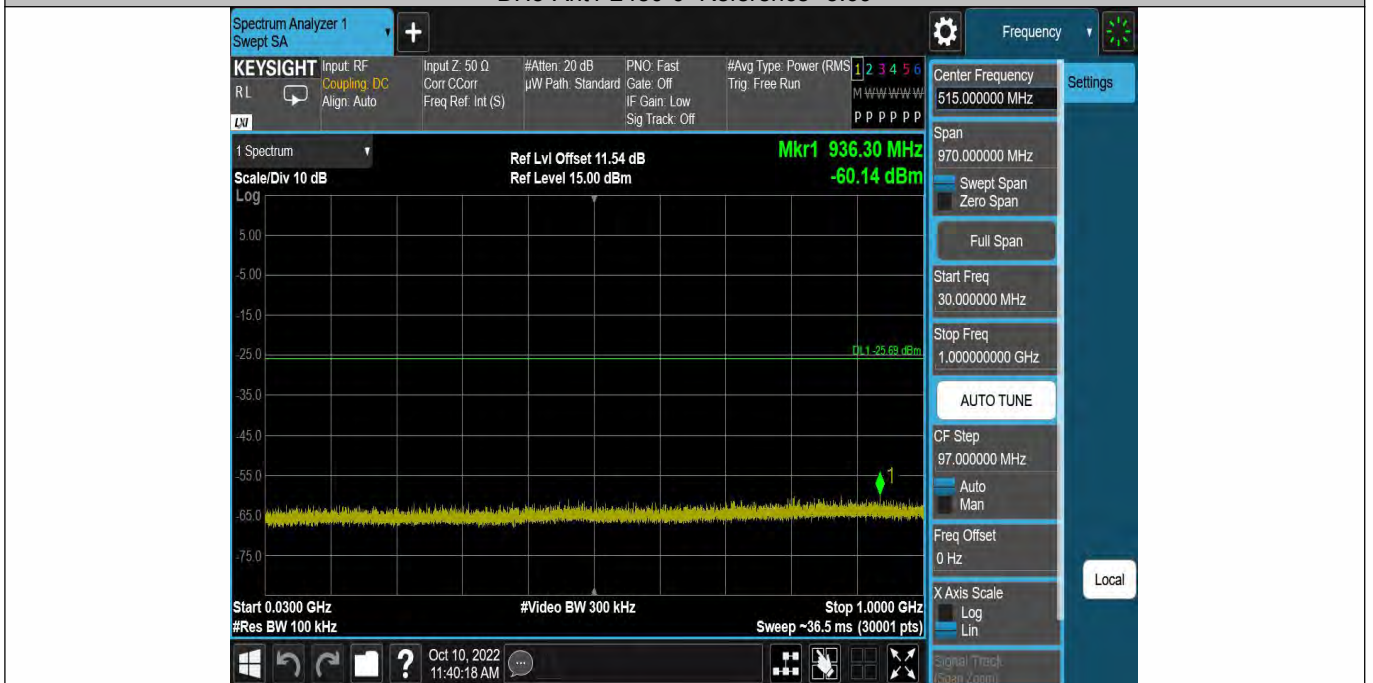 Spectrum Analyzer 1
Swept SA
+
Frequency
KEYSIGHT
RL
LXI
Input: RF
Coupling: DC
Align: Auto
Input Z: 50 Ω
Corr CCorr
Freq Ref: Int (S)
#Atten: 20 dB
µW Path: Standard
PNO: Fast
Gate: Off
IF Gain: Low
Sig Track: Off
#Avg Type: Power (RMS
Trig: Free Run
1 2 3 4 5 6
M W W W W W
P P P P P P
1 Spectrum
Scale/Div 10 dB
Ref Lvl Offset 11.54 dB
Ref Level 15.00 dBm
Mkr1 936.30 MHz
-60.14 dBm
Log
5.00
-5.00
-15.0
-25.0
DL1 -25.69 dBm
-35.0
-45.0
-55.0
1
-65.0
-75.0
Start 0.0300 GHz
#Video BW 300 kHz
Stop 1.0000 GHz
#Res BW 100 kHz
Sweep ~36.5 ms (30001 pts)
?
Oct 10, 2022
11:40:18 AM
Center Frequency
515.000000 MHz
Settings
Span
970.000000 MHz
Swept Span
Zero Span
Full Span
Start Freq
30.000000 MHz
Stop Freq
1.000000000 GHz
AUTO TUNE
CF Step
97.000000 MHz
Auto
Man
Freq Offset
0 Hz
X Axis Scale
Log
Lin
Local
Signal Track
(Span Zoom)